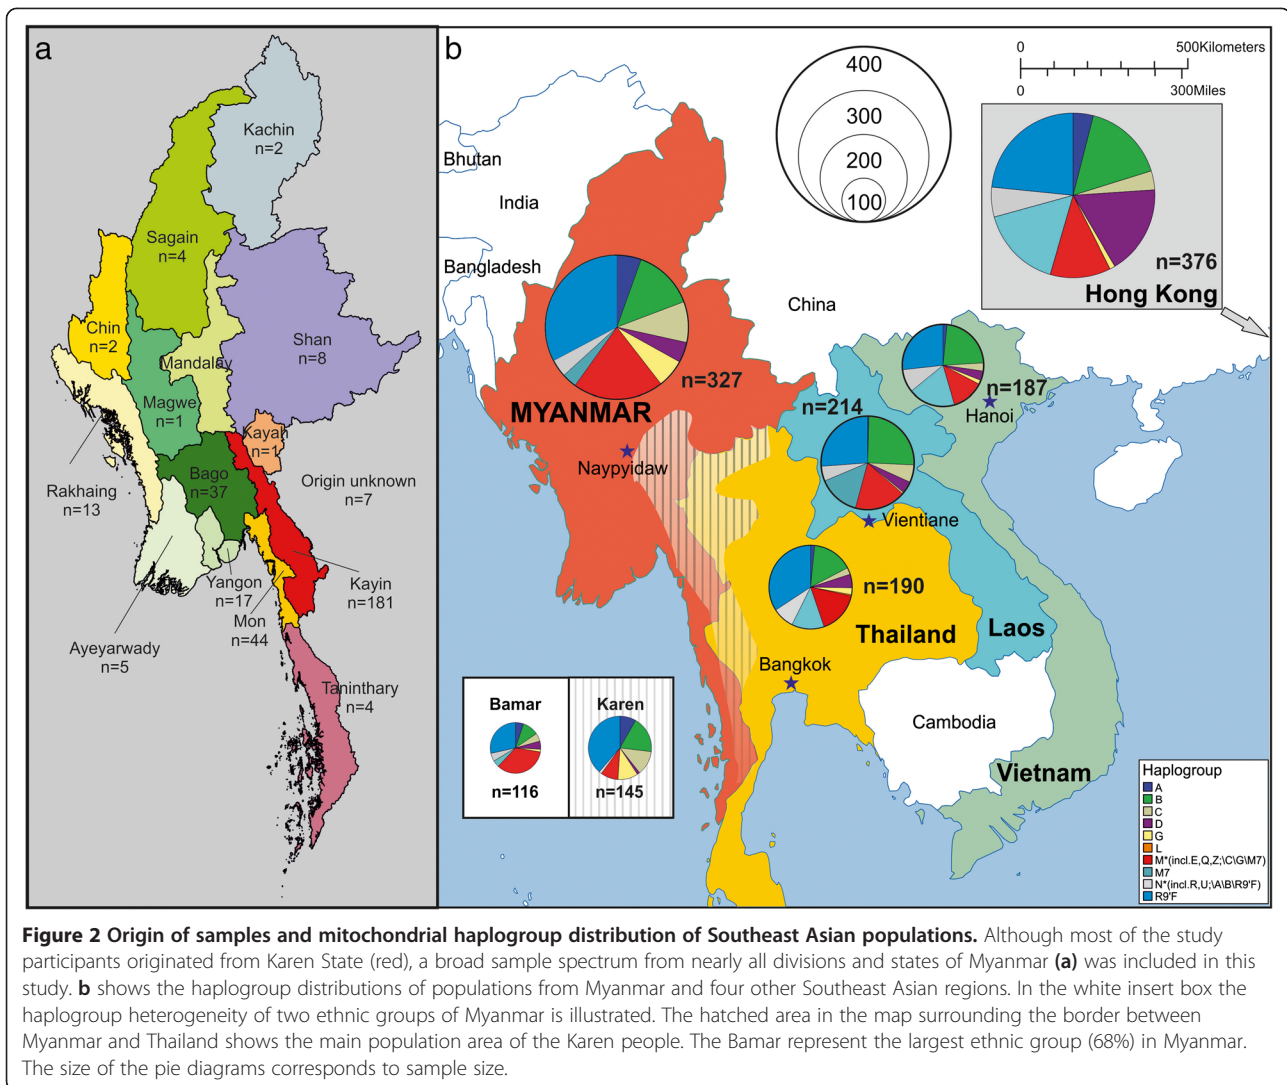 a
Kachin
n=2
Sagain
n=4
Chin
n=2
Shan
n=8
Mandalay
Magwe
n=1
Kayah
n=1
Bago
n=37
Origin unknown
n=7
Rakhaing
n=13
Yangon
n=17
Kayin
n=181
Mon
n=44
Ayeyarwady
n=5
Taninthary
n=4
b
400
300
200
100
0
500Kilometers
0
300Miles
Bhutan
India
Bangladesh
China
n=376
Hong Kong
n=327
MYANMAR
n=187
Hanoi
n=214
Naypyidaw
Vientiane
n=190
Thailand
Laos
Bangkok
Cambodia
Vietnam
Bamar
n=116
Karen
n=145
Haplogroup
A
B
C
D
G
L
M*(incl.E,Q,Z;\C\G\M7)
M7
N*(incl.R,U;\A\B\R9'F)
R9'F
Figure 2 Origin of samples and mitochondrial haplogroup distribution of Southeast Asian populations. Although most of the study
participants originated from Karen State (red), a broad sample spectrum from nearly all divisions and states of Myanmar (a) was included in this
study. b shows the haplogroup distributions of populations from Myanmar and four other Southeast Asian regions. In the white insert box the
haplogroup heterogeneity of two ethnic groups of Myanmar is illustrated. The hatched area in the map surrounding the border between
Myanmar and Thailand shows the main population area of the Karen people. The Bamar represent the largest ethnic group (68%) in Myanmar.
The size of the pie diagrams corresponds to sample size.